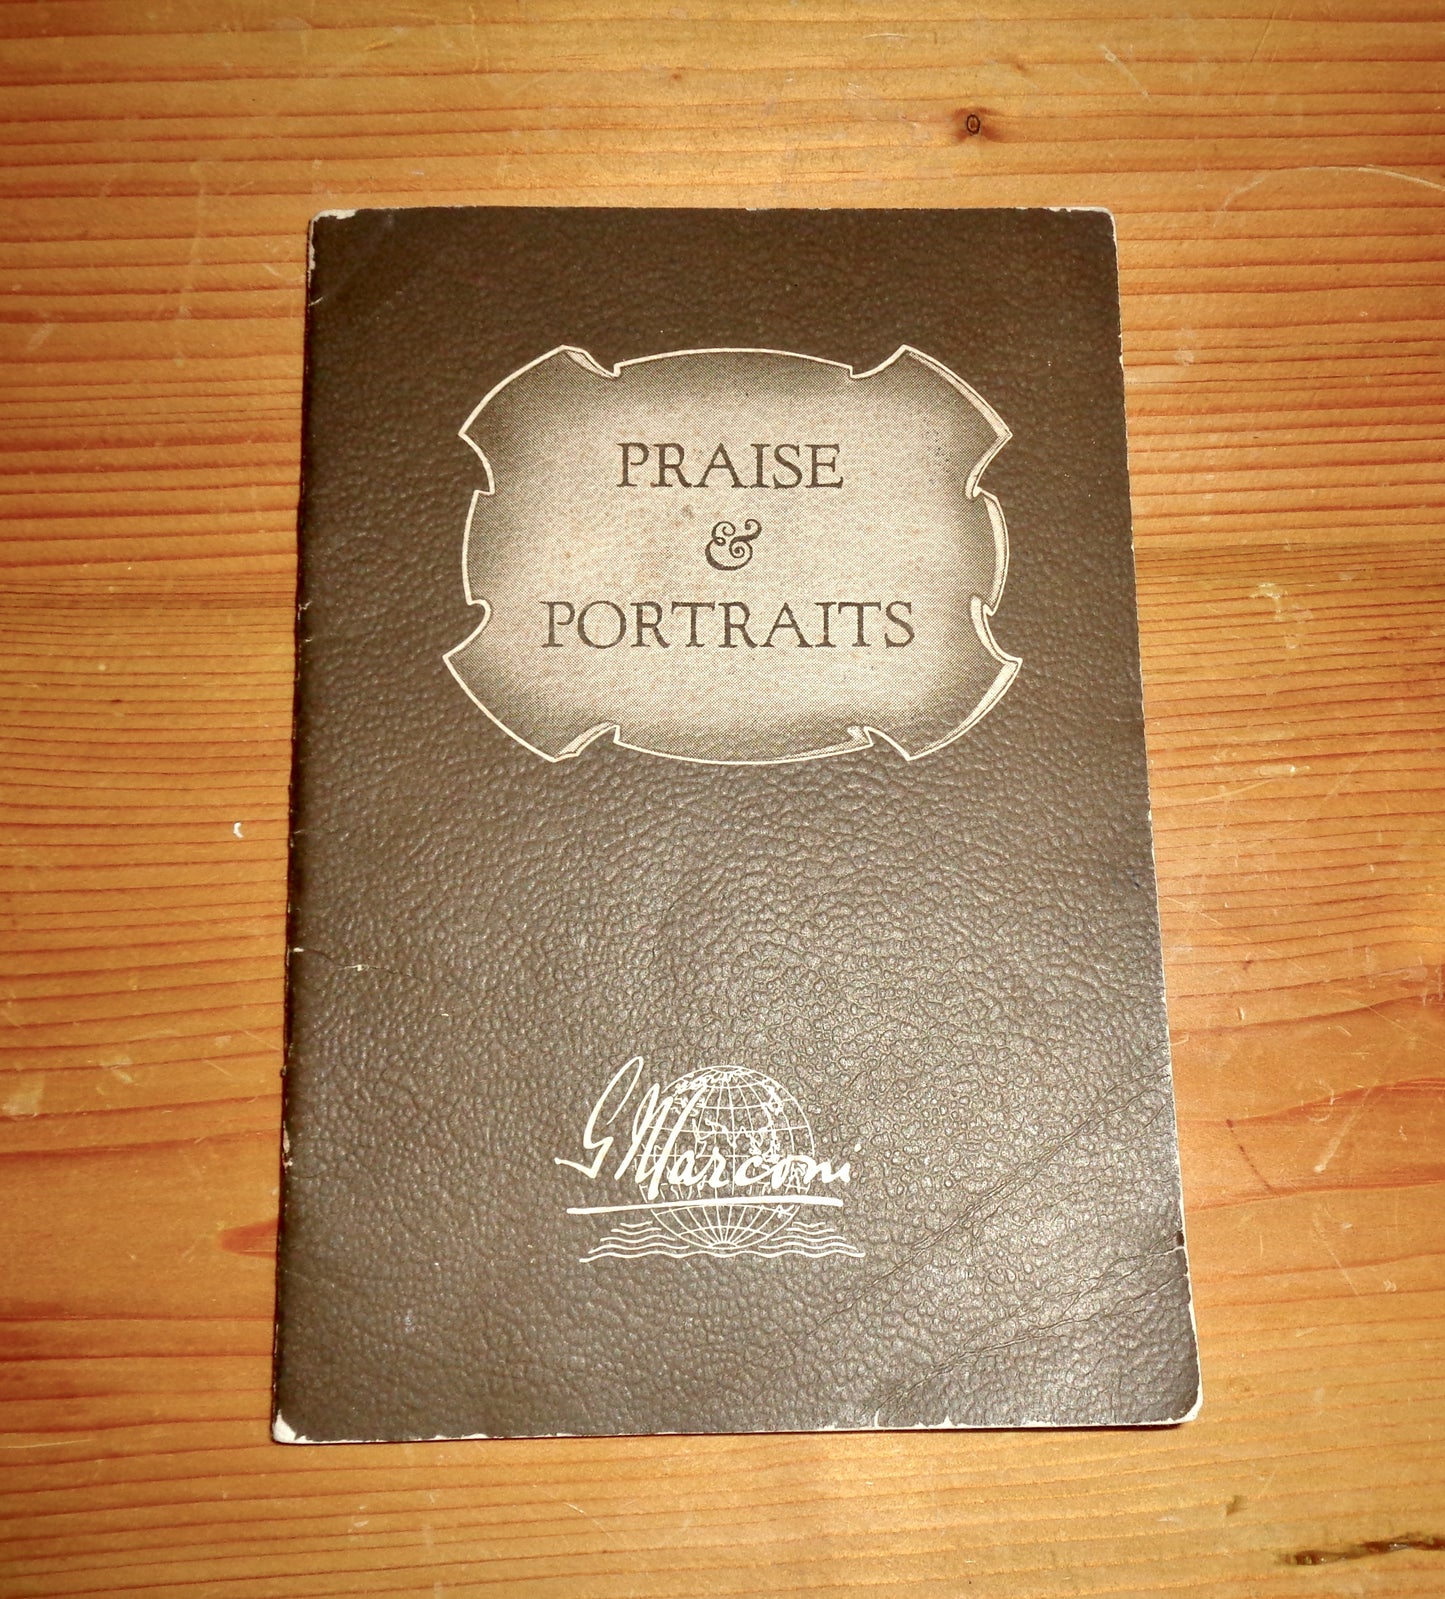 PRAISE
&
PORTRAITS
G Marconi